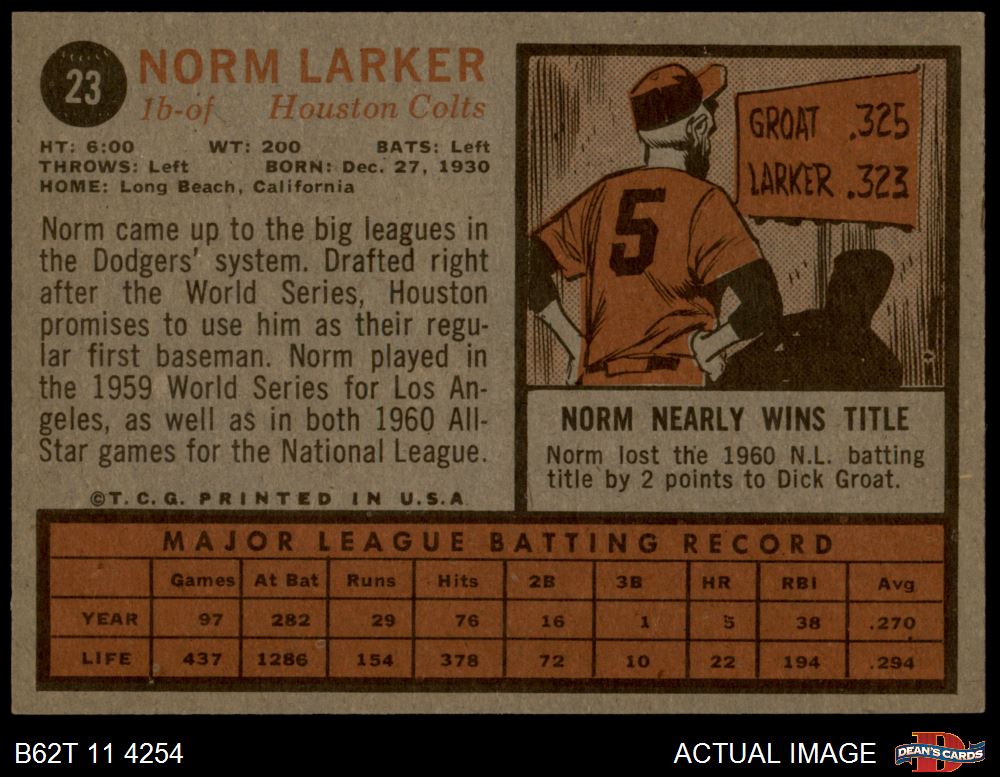 23
NORM LARKER
1b-of Houston Colts
HT: 6:00 WT: 200 BATS: Left
THROWS: Left BORN: Dec. 27, 1930
HOME: Long Beach, California
Norm came up to the big leagues in
the Dodgers' system. Drafted right
after the World Series, Houston
promises to use him as their regu-
lar first baseman. Norm played in
the 1959 World Series for Los An-
geles, as well as in both 1960 All-
Star games for the National League.
©T.C.G. PRINTED IN U.S.A
GROAT .325
LARKER .323
5
NORM NEARLY WINS TITLE
Norm lost the 1960 N.L. batting
title by 2 points to Dick Groat.
MAJOR LEAGUE BATTING RECORD
Games At Bat Runs Hits 2B 3B HR RBI Avg
YEAR 97 282 29 76 16 1 5 38 .270
LIFE 437 1286 154 378 72 10 22 194 .294
B62T 11 4254
ACTUAL IMAGE
D
DEAN'S CARDS